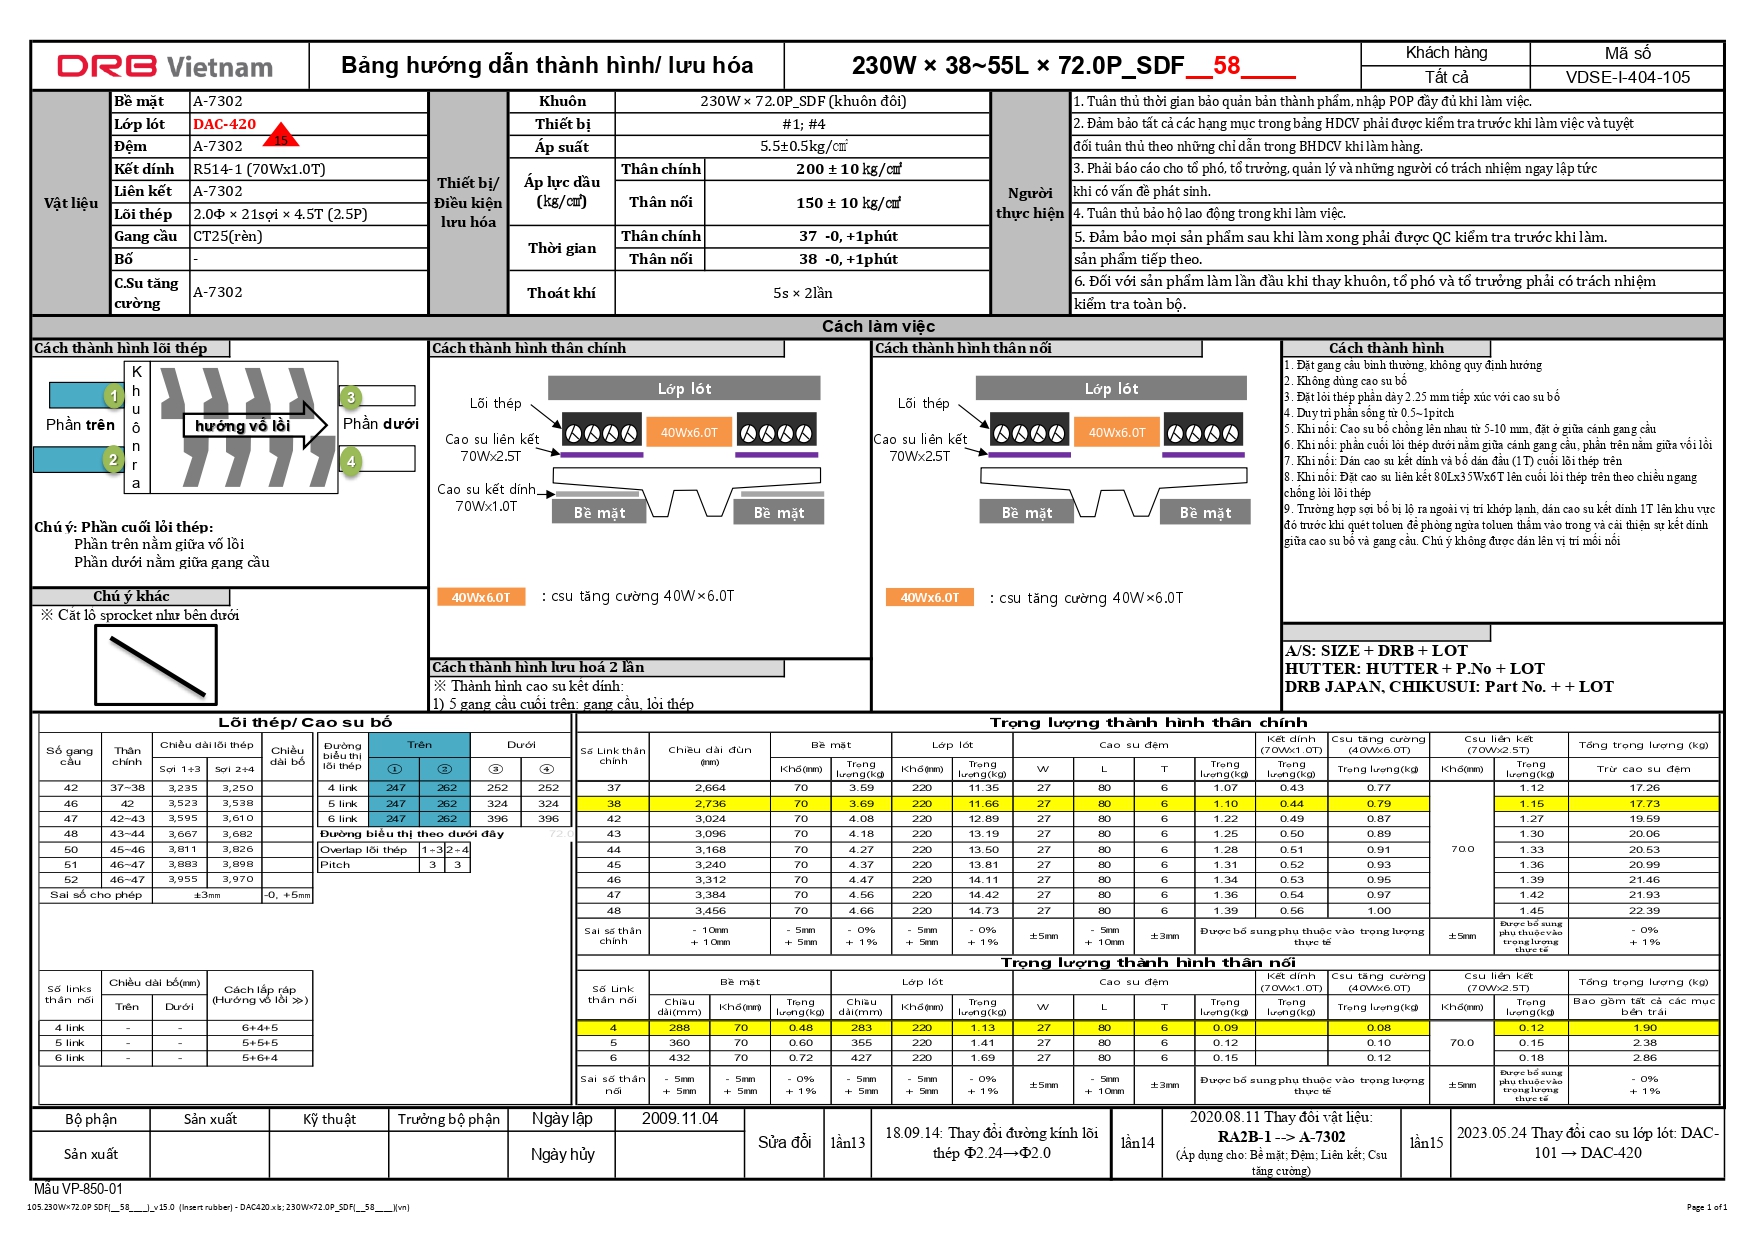 DRB Vietnam
Bảng hướng dẫn thành hình/ lưu hóa
230W × 38~55L × 72.0P_SDF__58____
Khách hàng
Mã số
Tất cả
VDSE-I-404-105
Vật liệu
Bề mặt A-7302
Lớp lót DAC-420
15
Đệm A-7302
Kết dính R514-1 (70Wx1.0T)
Liên kết A-7302
Lõi thép 2.0Φ × 21sợi × 4.5T (2.5P)
Gang cầu CT25(rèn)
Bố -
C.Su tăng cường A-7302
Thiết bị/ Điều kiện lưu hóa
Khuôn 230W × 72.0P_SDF (khuôn đôi)
Thiết bị #1; #4
Áp suất 5.5±0.5kg/㎠
Áp lực dầu (kg/㎠)
Thân chính 200 ± 10 kg/㎠
Thân nối 150 ± 10 kg/㎠
Thời gian
Thân chính 37 -0, +1phút
Thân nối 38 -0, +1phút
Thoát khí 5s × 2lần
Người thực hiện
1. Tuân thủ thời gian bảo quản bản thành phẩm, nhập POP đầy đủ khi làm việc.
2. Đảm bảo tất cả các hạng mục trong bảng HDCV phải được kiểm tra trước khi làm việc và tuyệt
đối tuân thủ theo những chỉ dẫn trong BHDCV khi làm hàng.
3. Phải báo cáo cho tổ phó, tổ trưởng, quản lý và những người có trách nhiệm ngay lập tức
khi có vấn đề phát sinh.
4. Tuân thủ bảo hộ lao động trong khi làm việc.
5. Đảm bảo mọi sản phẩm sau khi làm xong phải được QC kiểm tra trước khi làm.
sản phẩm tiếp theo.
6. Đối với sản phẩm làm lần đầu khi thay khuôn, tổ phó và tổ trưởng phải có trách nhiệm
kiểm tra toàn bộ.
Cách làm việc
Cách thành hình lõi thép
Khuôn ra
1
2
3
4
Phần trên
hướng vố lồi
Phần dưới
Chú ý: Phần cuối lỏi thép:
Phần trên nằm giữa vố lồi
Phần dưới nằm giữa gang cầu
Chú ý khác
※ Cắt lô sprocket như bên dưới
Cách thành hình thân chính
Lớp lót
Lõi thép
40Wx6.0T
Cao su liên kết
70Wx2.5T
Cao su kết dính
70Wx1.0T
Bề mặt
Bề mặt
40Wx6.0T : csu tăng cường 40W×6.0T
Cách thành hình lưu hoá 2 lần
※ Thành hình cao su kết dính:
1) 5 gang cầu cuối trên: gang cầu, lỏi thép
Cách thành hình thân nối
Lớp lót
Lõi thép
40Wx6.0T
Cao su liên kết
70Wx2.5T
Bề mặt
Bề mặt
40Wx6.0T : csu tăng cường 40W×6.0T
Cách thành hình
1. Đặt gang cầu bình thường, không quy định hướng
2. Không dùng cao su bố
3. Đặt lõi thép phần dày 2.25 mm tiếp xúc với cao su bố
4. Duy trì phần sống từ 0.5~1pitch
5. Khi nối: Cao su bố chồng lên nhau từ 5-10 mm, đặt ở giữa cánh gang cầu
6. Khi nối: phần cuối lỏi thép dưới nằm giữa cánh gang cầu, phần trên nằm giữa vối lồi
7. Khi nối: Dán cao su kết dính và bố dán đầu (1T) cuối lõi thép trên
8. Khi nối: Đặt cao su liên kết 80Lx35Wx6T lên cuối lỏi thép trên theo chiều ngang
chống lòi lõi thép
9. Trường hợp sợi bố bị lộ ra ngoài vị trí khớp lạnh, dán cao su kết dính 1T lên khu vực
đó trước khi quét toluen để phòng ngừa toluen thấm vào trong và cải thiện sự kết dính
giữa cao su bố và gang cầu. Chú ý không được dán lên vị trí mối nối
A/S: SIZE + DRB + LOT
HUTTER: HUTTER + P.No + LOT
DRB JAPAN, CHIKUSUI: Part No. + + LOT
Lõi thép/ Cao su bố
Số gang cầu | Thân chính | Chiều dài lõi thép | Chiều dài bố
Sợi 1÷3 | Sợi 2÷4
42 37~38 3,235 3,250
46 42 3,523 3,538
47 42~43 3,595 3,610
48 43~44 3,667 3,682
50 45~46 3,811 3,826
51 46~47 3,883 3,898
52 46~47 3,955 3,970
Sai số cho phép ±3mm -0, +5mm
Đường biểu thị lõi thép | Trên | Dưới
① ② ③ ④
4 link 247 262 252 252
5 link 247 262 324 324
6 link 247 262 396 396
Đường biểu thị theo dưới đây 72.0
Overlap lõi thép 1÷3 2÷4
Pitch 3 3
Số links thân nối | Chiều dài bố(mm) | Cách lắp ráp (Hướng vố lồi ≫)
Trên | Dưới
4 link - - 6+4+5
5 link - - 5+5+5
6 link - - 5+6+4
Trọng lượng thành hình thân chính
Số Link thân chính | Chiều dài đùn (mm) | Bề mặt | Lớp lót | Cao su đệm | Kết dính (70Wx1.0T) | Csu tăng cường (40Wx6.0T) | Csu liên kết (70Wx2.5T) | Tổng trọng lượng (kg)
Khổ(mm) | Trọng lượng(kg) | Khổ(mm) | Trọng lượng(kg) | W | L | T | Trọng lượng(kg) | Trọng lượng(kg) | Trọng lượng(kg) | Khổ(mm) | Trọng lượng(kg) | Trừ cao su đệm
37 2,664 70 3.59 220 11.35 27 80 6 1.07 0.43 0.77 1.12 17.26
38 2,736 70 3.69 220 11.66 27 80 6 1.10 0.44 0.79 1.15 17.73
42 3,024 70 4.08 220 12.89 27 80 6 1.22 0.49 0.87 1.27 19.59
43 3,096 70 4.18 220 13.19 27 80 6 1.25 0.50 0.89 1.30 20.06
44 3,168 70 4.27 220 13.50 27 80 6 1.28 0.51 0.91 70.0 1.33 20.53
45 3,240 70 4.37 220 13.81 27 80 6 1.31 0.52 0.93 1.36 20.99
46 3,312 70 4.47 220 14.11 27 80 6 1.34 0.53 0.95 1.39 21.46
47 3,384 70 4.56 220 14.42 27 80 6 1.36 0.54 0.97 1.42 21.93
48 3,456 70 4.66 220 14.73 27 80 6 1.39 0.56 1.00 1.45 22.39
Sai số thân chính | - 10mm + 10mm | - 5mm + 5mm | - 0% + 1% | - 5mm + 5mm | - 0% + 1% | ±5mm | - 5mm + 10mm | ±3mm | Được bổ sung phụ thuộc vào trọng lượng thực tế | ±5mm | Được bổ sung phụ thuộc vào trọng lượng thực tế | - 0% + 1%
Trọng lượng thành hình thân nối
Số Link thân nối | Bề mặt | Lớp lót | Cao su đệm | Kết dính (70Wx1.0T) | Csu tăng cường (40Wx6.0T) | Csu liên kết (70Wx2.5T) | Tổng trọng lượng (kg)
Chiều dài(mm) | Khổ(mm) | Trọng lượng(kg) | Chiều dài(mm) | Khổ(mm) | Trọng lượng(kg) | W | L | T | Trọng lượng(kg) | Trọng lượng(kg) | Trọng lượng(kg) | Khổ(mm) | Trọng lượng(kg) | Bao gồm tất cả các mục bên trái
4 288 70 0.48 283 220 1.13 27 80 6 0.09 0.08 0.12 1.90
5 360 70 0.60 355 220 1.41 27 80 6 0.12 0.10 70.0 0.15 2.38
6 432 70 0.72 427 220 1.69 27 80 6 0.15 0.12 0.18 2.86
Sai số thân nối | - 5mm + 5mm | - 5mm + 5mm | - 0% + 1% | - 5mm + 5mm | - 5mm + 5mm | - 0% + 1% | ±5mm | - 5mm + 10mm | ±3mm | Được bổ sung phụ thuộc vào trọng lượng thực tế | ±5mm | Được bổ sung phụ thuộc vào trọng lượng thực tế | - 0% + 1%
Bộ phận | Sản xuất | Kỹ thuật | Trưởng bộ phận | Ngày lập | 2009.11.04
Sản xuất | Ngày hủy
Sửa đổi
lần13
18.09.14: Thay đổi đường kính lõi
thép Φ2.24→Φ2.0
lần14
2020.08.11 Thay đổi vật liệu:
RA2B-1 --> A-7302
(Áp dụng cho: Bề mặt; Đệm; Liên kết; Csu
tăng cường)
lần15
2023.05.24 Thay đổi cao su lớp lót: DAC-
101 → DAC-420
Mẫu VP-850-01
105.230W×72.0P SDF(__58____)_v15.0 (Insert rubber) - DAC420.xls; 230W×72.0P_SDF(__58____)(vn)
Page 1 of 1